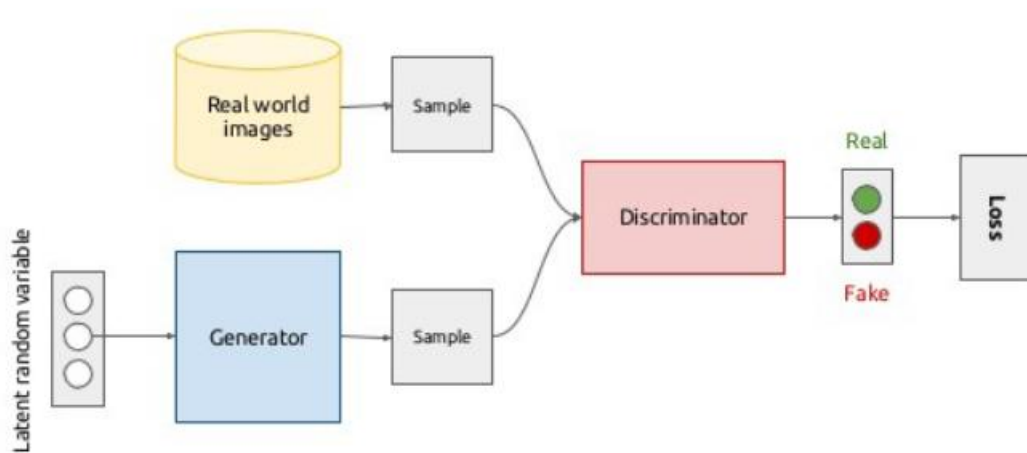 Real world
images
Sample
Real
Discriminator
Loss
Fake
Latent random variable
Generator
Sample